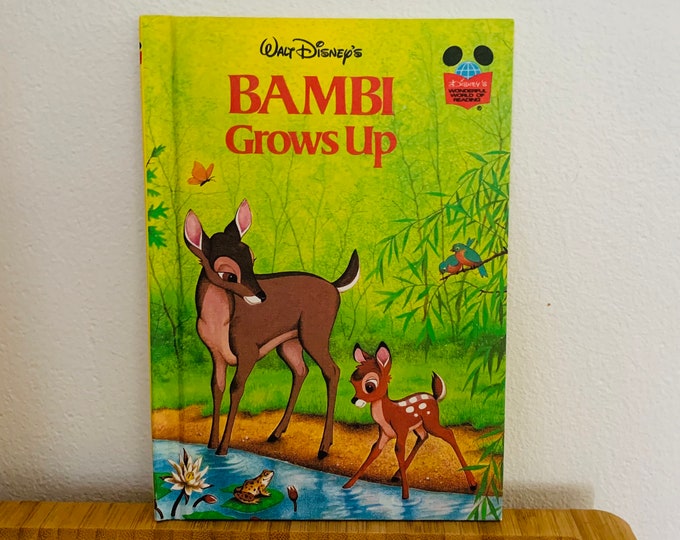 WALT DISNEY'S
BAMBI
GROWS UP
Disney's
WONDERFUL
WORLD OF
READING
®